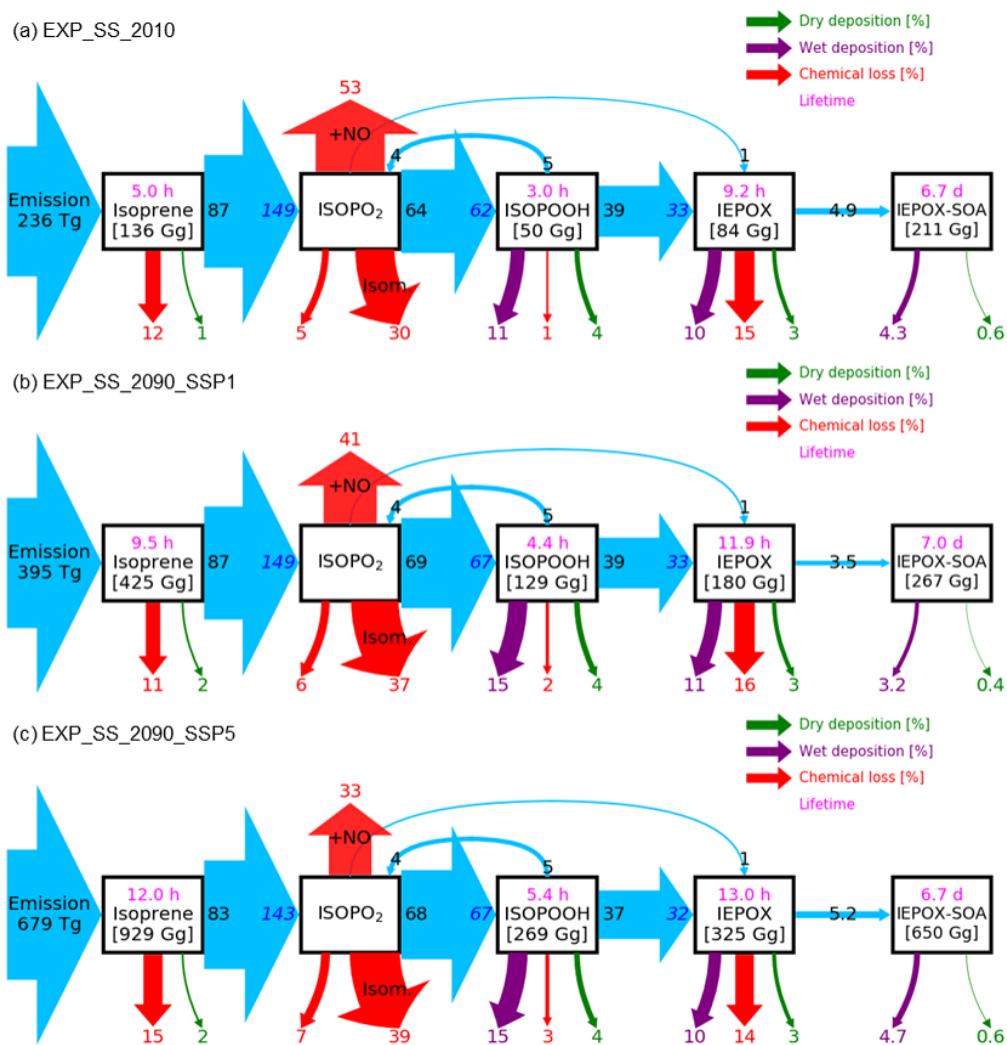 (a) EXP_SS_2010
Dry deposition [%]
Wet deposition [%]
Chemical loss [%]
Lifetime
53
+NO
4
5
1
Emission
236 Tg
5.0 h
Isoprene
[136 Gg]
87
149
ISOPO₂
64
62
3.0 h
ISOPOOH
[50 Gg]
39
33
9.2 h
IEPOX
[84 Gg]
4.9
6.7 d
IEPOX-SOA
[211 Gg]
Isom.
12
1
5
30
11
1
4
10
15
3
4.3
0.6
(b) EXP_SS_2090_SSP1
Dry deposition [%]
Wet deposition [%]
Chemical loss [%]
Lifetime
41
+NO
4
5
1
Emission
395 Tg
9.5 h
Isoprene
[425 Gg]
87
149
ISOPO₂
69
67
4.4 h
ISOPOOH
[129 Gg]
39
33
11.9 h
IEPOX
[180 Gg]
3.5
7.0 d
IEPOX-SOA
[267 Gg]
Isom.
11
2
6
37
15
2
4
11
16
3
3.2
0.4
(c) EXP_SS_2090_SSP5
Dry deposition [%]
Wet deposition [%]
Chemical loss [%]
Lifetime
33
+NO
4
5
1
Emission
679 Tg
12.0 h
Isoprene
[929 Gg]
83
143
ISOPO₂
68
67
5.4 h
ISOPOOH
[269 Gg]
37
32
13.0 h
IEPOX
[325 Gg]
5.2
6.7 d
IEPOX-SOA
[650 Gg]
Isom.
15
2
7
39
15
3
4
10
14
3
4.7
0.6